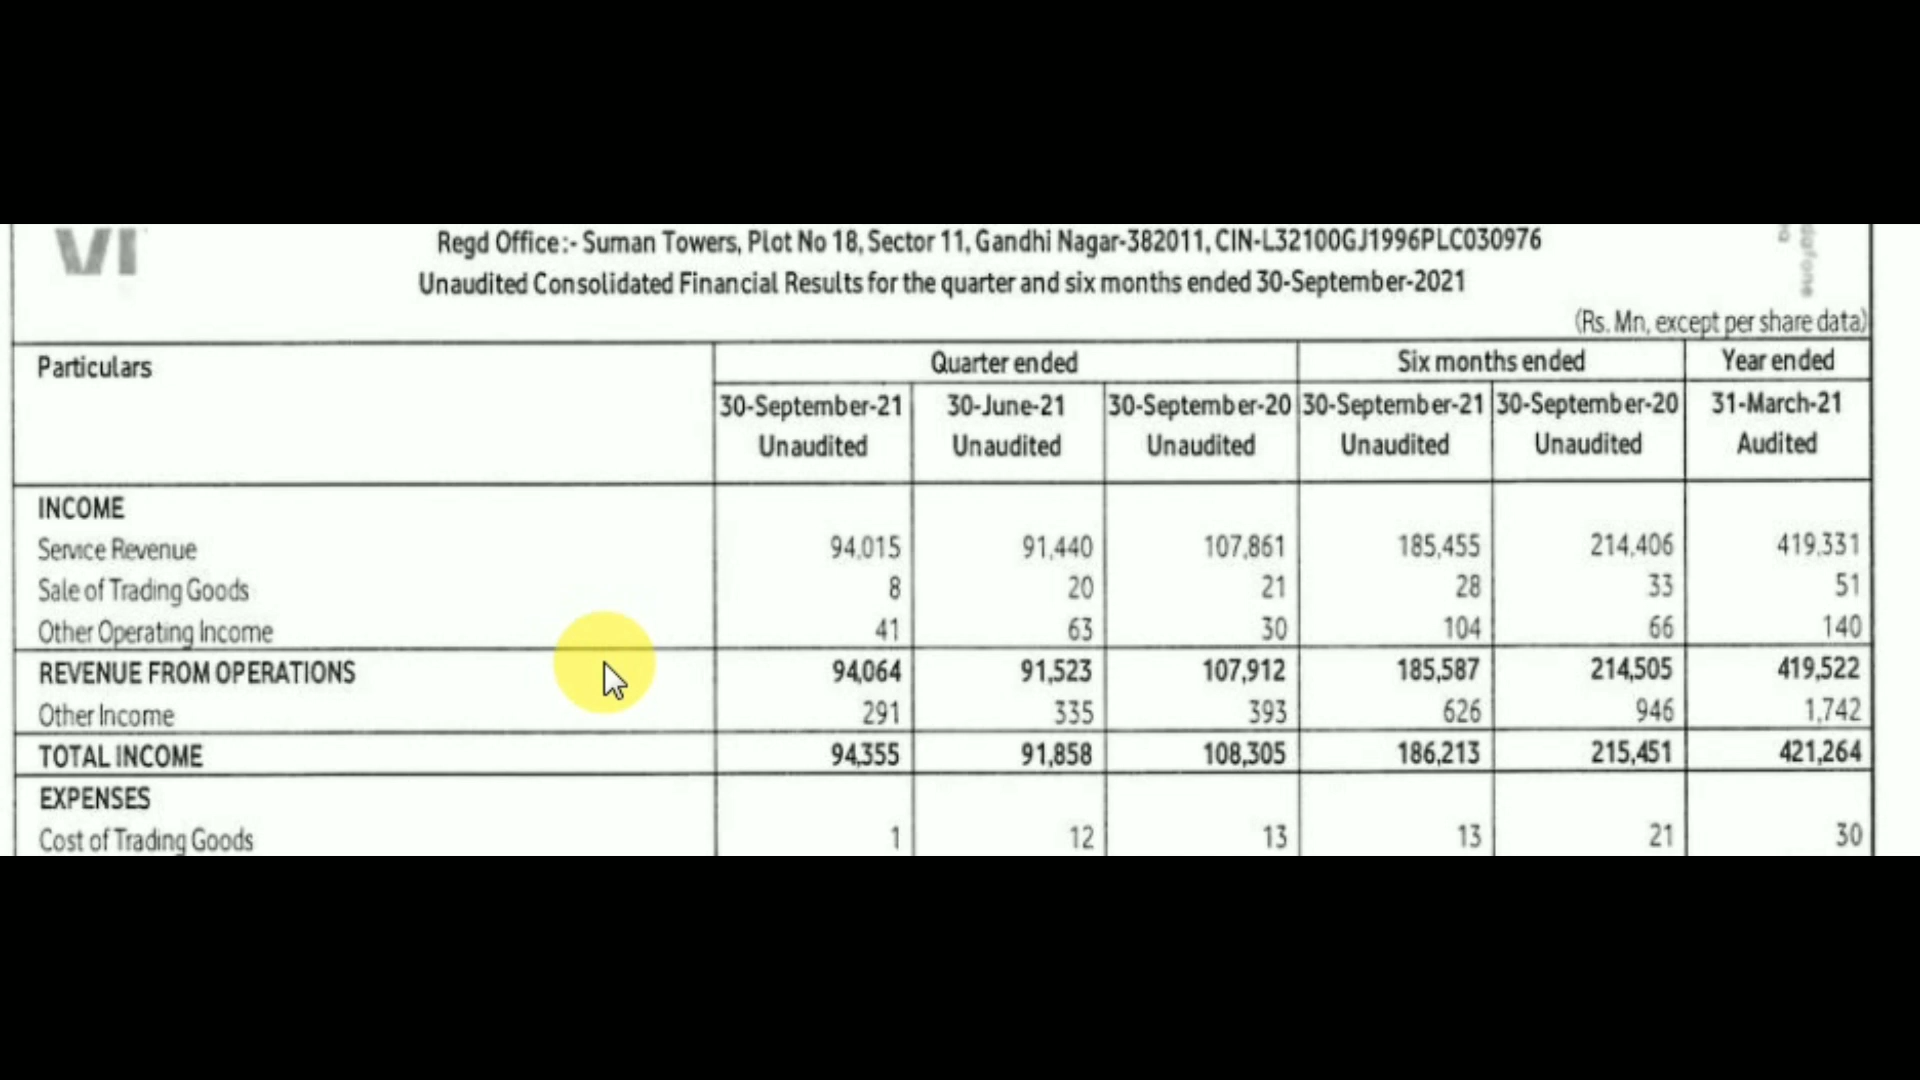 VI
Regd Office:- Suman Towers, Plot No 18, Sector 11, Gandhi Nagar-382011, CIN-L32100GJ1996PLC030976
Unaudited Consolidated Financial Results for the quarter and six months ended 30-September-2021
(Rs. Mn, except per share data)
Particulars Quarter ended Six months ended Year ended
30-September-21 30-June-21 30-September-20 30-September-21 30-September-20 31-March-21
Unaudited Unaudited Unaudited Unaudited Unaudited Audited
INCOME
Service Revenue 94,015 91,440 107,861 185,455 214,406 419,331
Sale of Trading Goods 8 20 21 28 33 51
Other Operating Income 41 63 30 104 66 140
REVENUE FROM OPERATIONS 94,064 91,523 107,912 185,587 214,505 419,522
Other Income 291 335 393 626 946 1,742
TOTAL INCOME 94,355 91,858 108,305 186,213 215,451 421,264
EXPENSES
Cost of Trading Goods 1 12 13 13 21 30